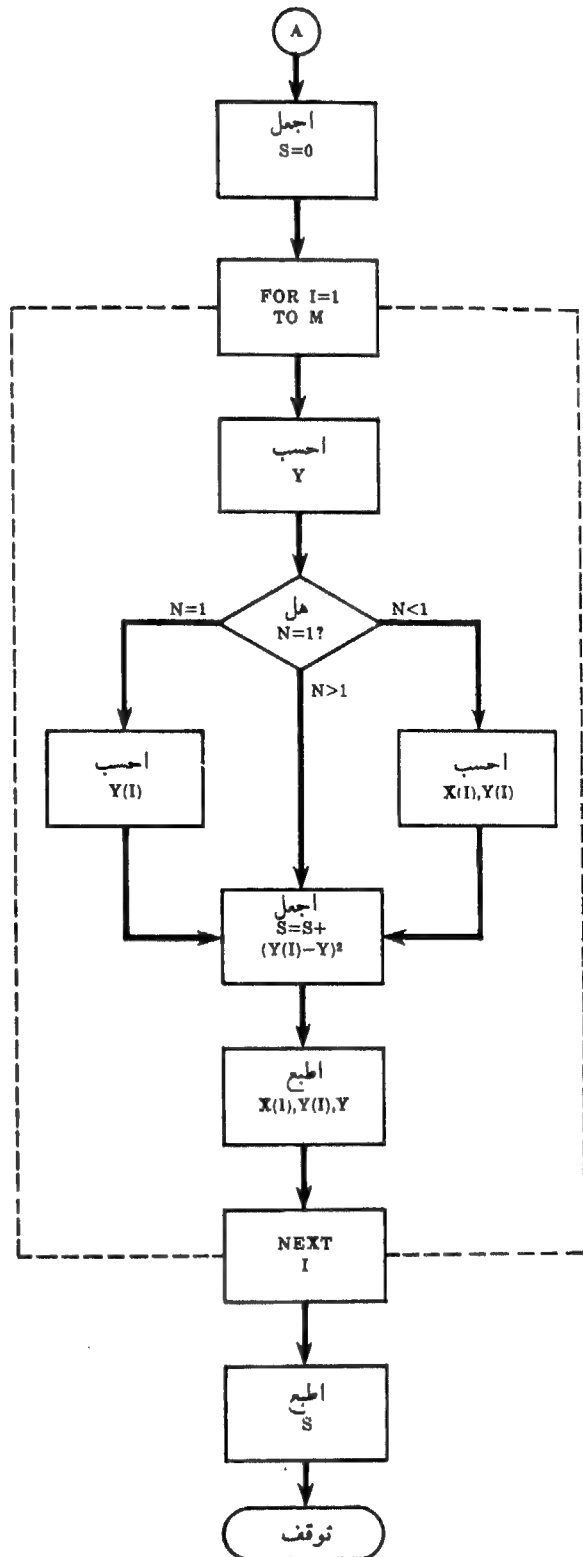 A
اجعل
S=0
FOR I=1
TO M
احسب
Y
هل
N=1?
N=1
N<1
N>1
احسب
Y(I)
احسب
X(I),Y(I)
اجعل
S=S+
(Y(I)−Y)²
اطبع
X(1),Y(I),Y
NEXT
I
اطبع
S
توقف